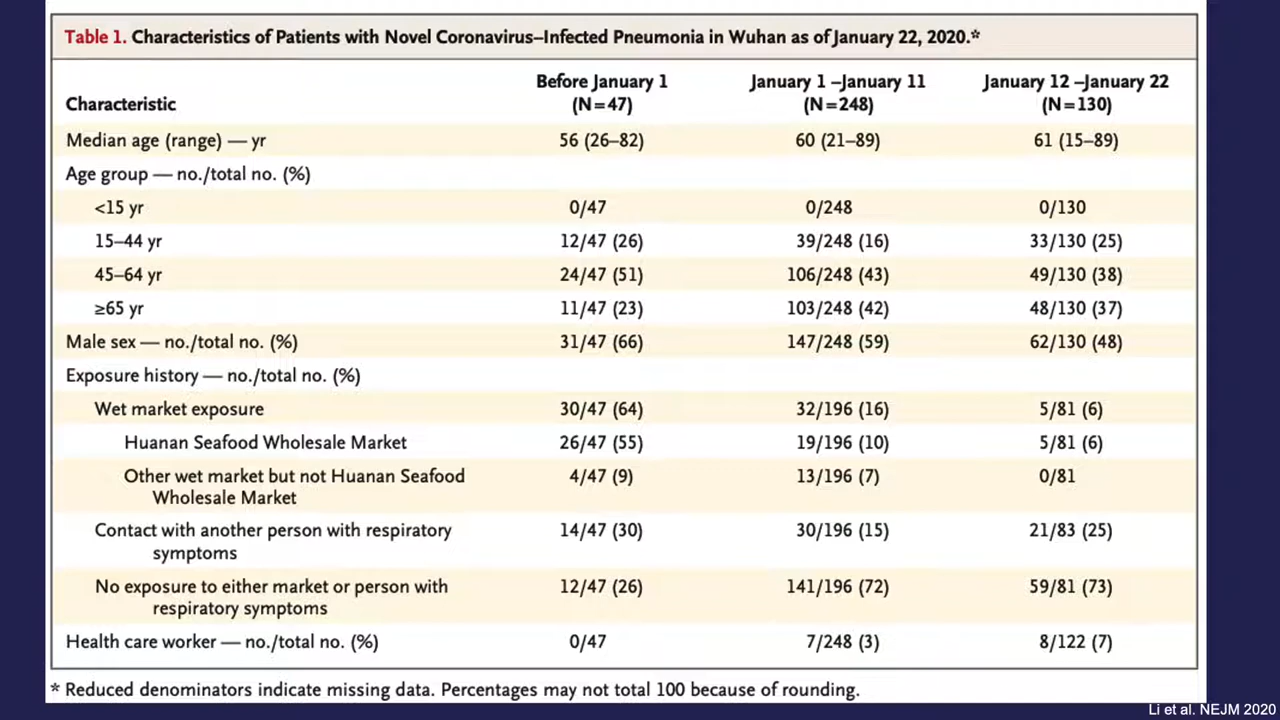 Table 1. Characteristics of Patients with Novel Coronavirus–Infected Pneumonia in Wuhan as of January 22, 2020.*
Characteristic Before January 1 (N=47) January 1 –January 11 (N=248) January 12 –January 22 (N=130)
Median age (range) — yr 56 (26–82) 60 (21–89) 61 (15–89)
Age group — no./total no. (%)
<15 yr 0/47 0/248 0/130
15–44 yr 12/47 (26) 39/248 (16) 33/130 (25)
45–64 yr 24/47 (51) 106/248 (43) 49/130 (38)
≥65 yr 11/47 (23) 103/248 (42) 48/130 (37)
Male sex — no./total no. (%) 31/47 (66) 147/248 (59) 62/130 (48)
Exposure history — no./total no. (%)
Wet market exposure 30/47 (64) 32/196 (16) 5/81 (6)
Huanan Seafood Wholesale Market 26/47 (55) 19/196 (10) 5/81 (6)
Other wet market but not Huanan Seafood 4/47 (9) 13/196 (7) 0/81
Wholesale Market
Contact with another person with respiratory 14/47 (30) 30/196 (15) 21/83 (25)
symptoms
No exposure to either market or person with 12/47 (26) 141/196 (72) 59/81 (73)
respiratory symptoms
Health care worker — no./total no. (%) 0/47 7/248 (3) 8/122 (7)
* Reduced denominators indicate missing data. Percentages may not total 100 because of rounding.
Li et al. NEJM 2020